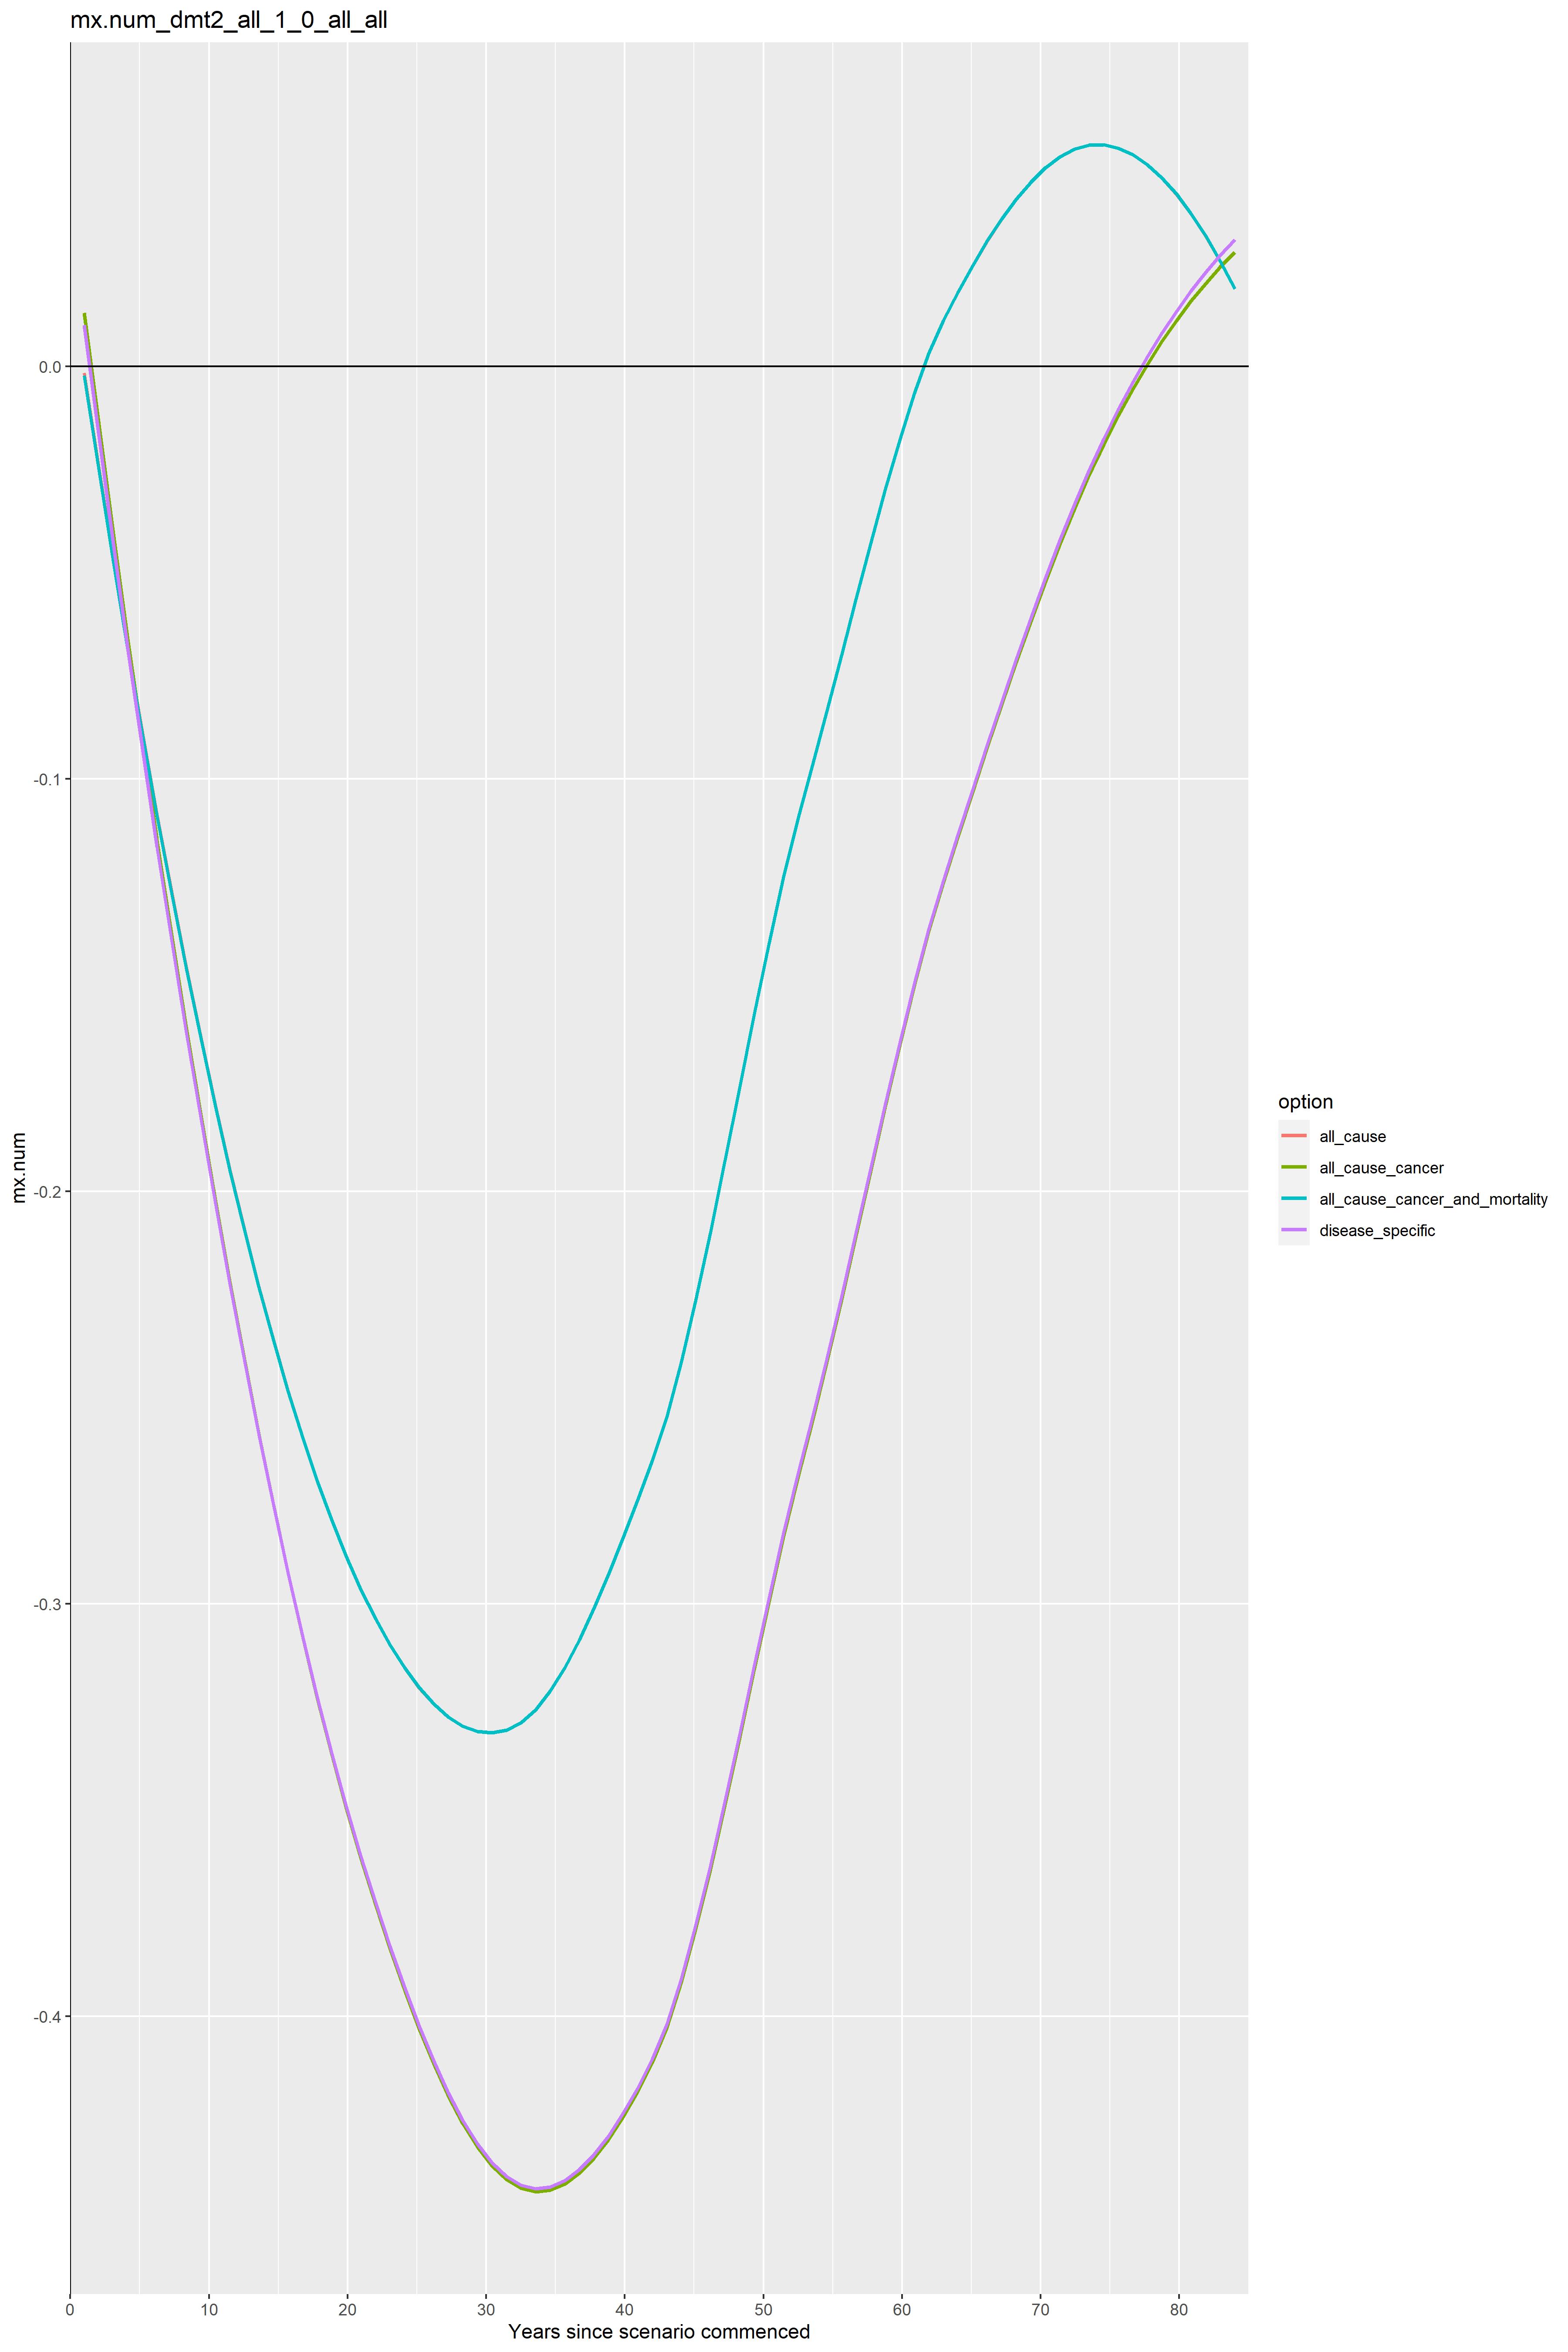 mx.num_dmt2_all_1_0_all_all
0.0
-0.1
-0.2
-0.3
-0.4
mx.num
0 10 20 30 40 50 60 70 80
Years since scenario commenced
option
all_cause
all_cause_cancer
all_cause_cancer_and_mortality
disease_specific